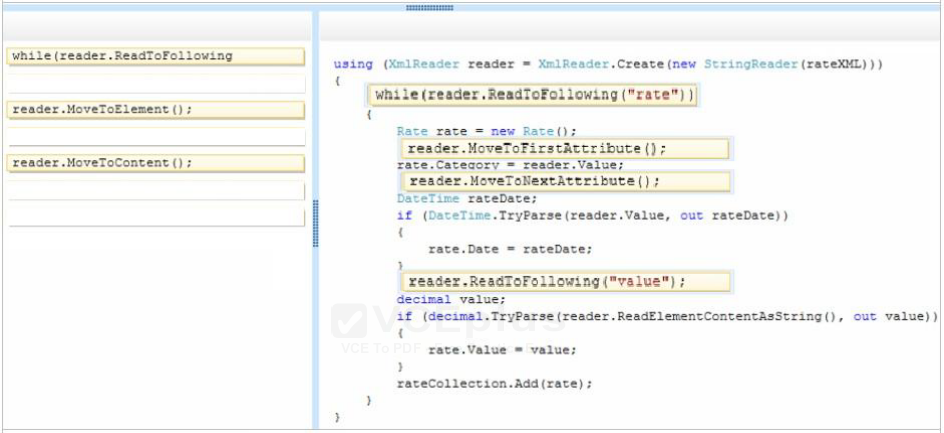 while(reader.ReadToFollowing
reader.MoveToElement();
reader.MoveToContent();
using (XmlReader reader = XmlReader.Create(new StringReader(rateXML)))
{
while(reader.ReadToFollowing("rate"))
{
Rate rate = new Rate();
reader.MoveToFirstAttribute();
rate.Category = reader.Value;
reader.MoveToNextAttribute();
DateTime rateDate;
if (DateTime.TryParse(reader.Value, out rateDate))
{
rate.Date = rateDate;
}
reader.ReadToFollowing("value");
decimal value;
if (decimal.TryParse(reader.ReadElementContentAsString(), out value))
{
rate.Value = value;
}
rateCollection.Add(rate);
}
}
VCEplus
VCE To PDF